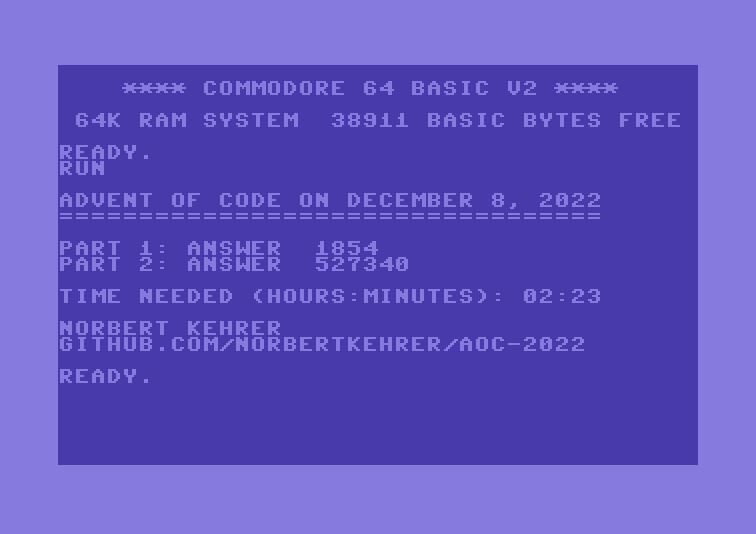 **** COMMODORE 64 BASIC V2 ****
64K RAM SYSTEM  38911 BASIC BYTES FREE
READY.
RUN
ADVENT OF CODE ON DECEMBER 8, 2022
==================================
PART 1: ANSWER  1854
PART 2: ANSWER  527340
TIME NEEDED (HOURS:MINUTES): 02:23
NORBERT KEHRER
GITHUB.COM/NORBERTKEHRER/AOC-2022
READY.